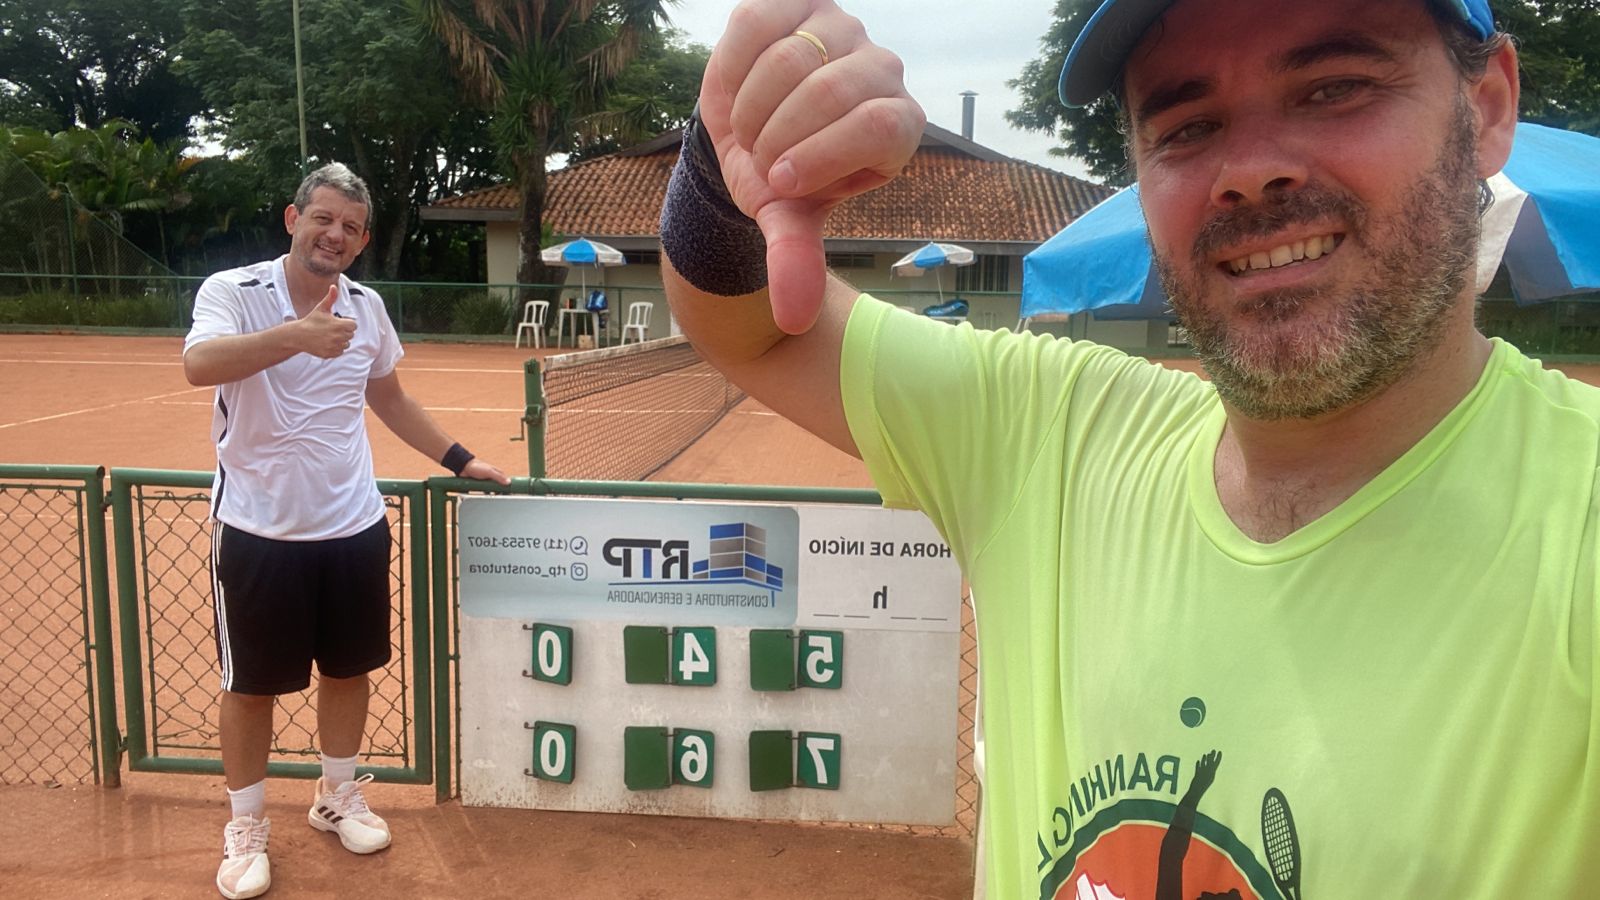 HORA DE INÍCIO
h
RTP
CONSTRUTORA E GERENCIADORA
(11) 97553-1607
rtp_construtora
5 4 0
7 6 0
RANKING